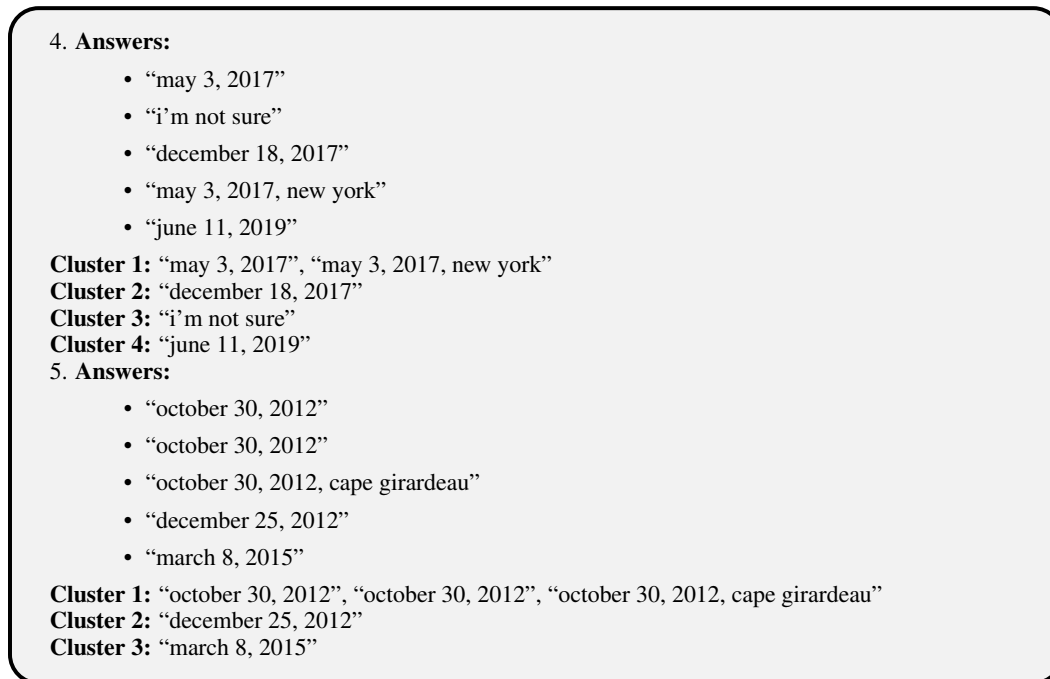 4. Answers:
• “may 3, 2017”
• “i’m not sure”
• “december 18, 2017”
• “may 3, 2017, new york”
• “june 11, 2019”
Cluster 1: “may 3, 2017”, “may 3, 2017, new york”
Cluster 2: “december 18, 2017”
Cluster 3: “i’m not sure”
Cluster 4: “june 11, 2019”
5. Answers:
• “october 30, 2012”
• “october 30, 2012”
• “october 30, 2012, cape girardeau”
• “december 25, 2012”
• “march 8, 2015”
Cluster 1: “october 30, 2012”, “october 30, 2012”, “october 30, 2012, cape girardeau”
Cluster 2: “december 25, 2012”
Cluster 3: “march 8, 2015”